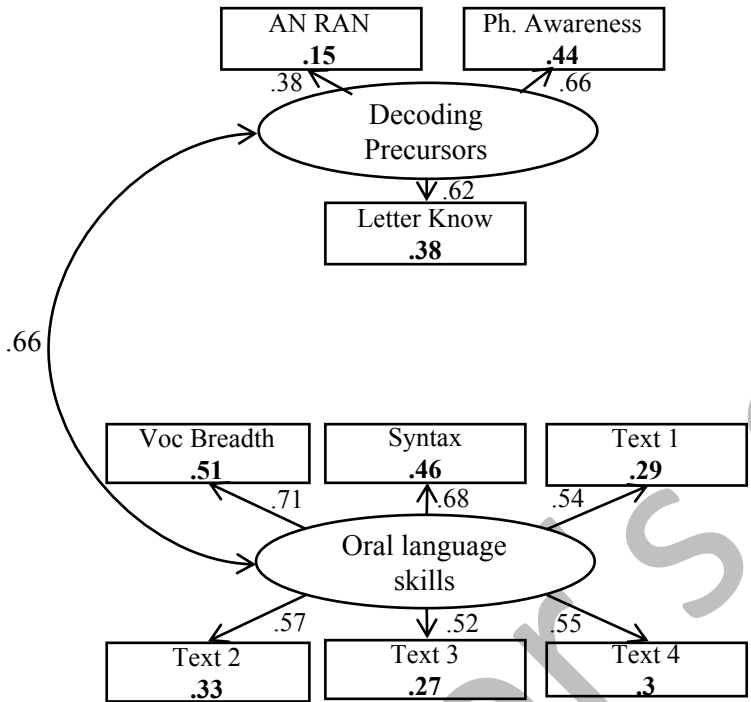 AN RAN
.15
Ph. Awareness
.44
.38
.66
Decoding
Precursors
.62
Letter Know
.38
.66
Voc Breadth
.51
Syntax
.46
Text 1
.29
.71
.68
.54
Oral language
skills
.57
.52
.55
Text 2
.33
Text 3
.27
Text 4
.3